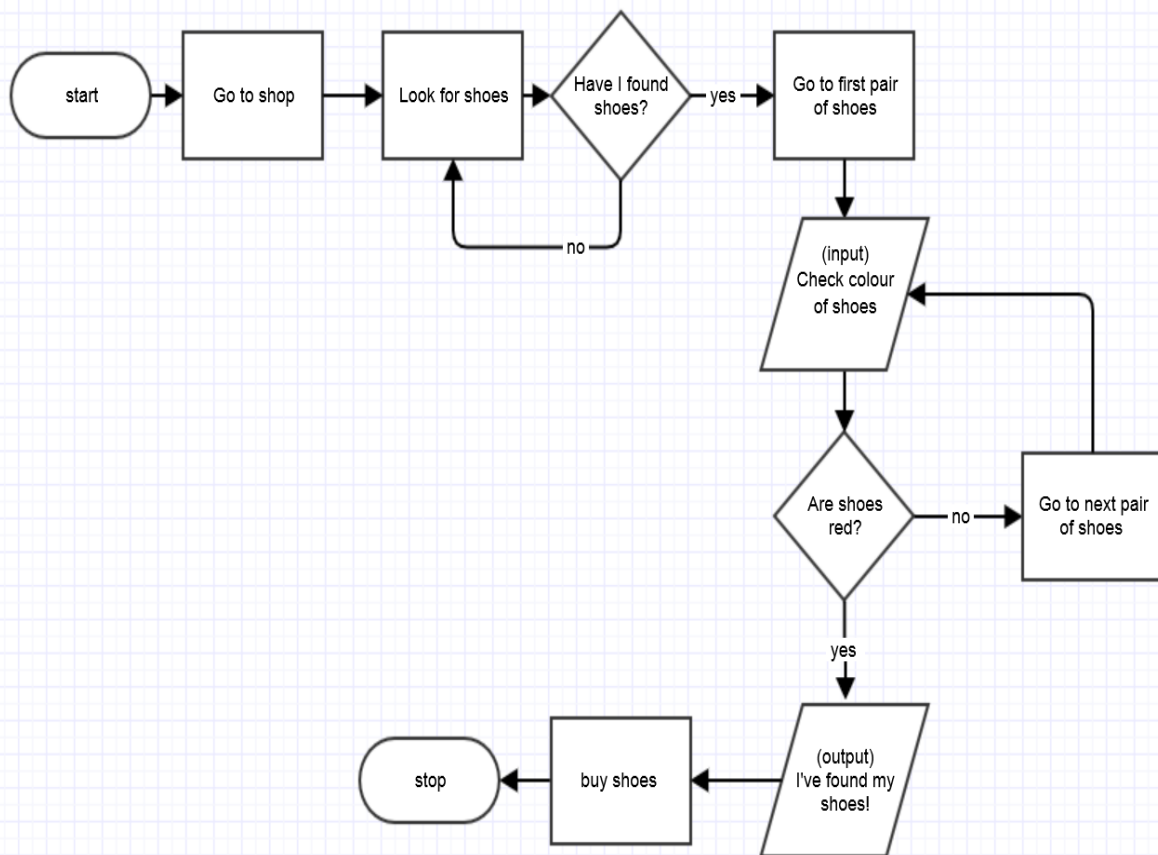 start
Go to shop
Look for shoes
Have I found
shoes?
yes
Go to first pair
of shoes
no
(input)
Check colour
of shoes
Are shoes
red?
no
Go to next pair
of shoes
yes
(output)
I've found my
shoes!
buy shoes
stop